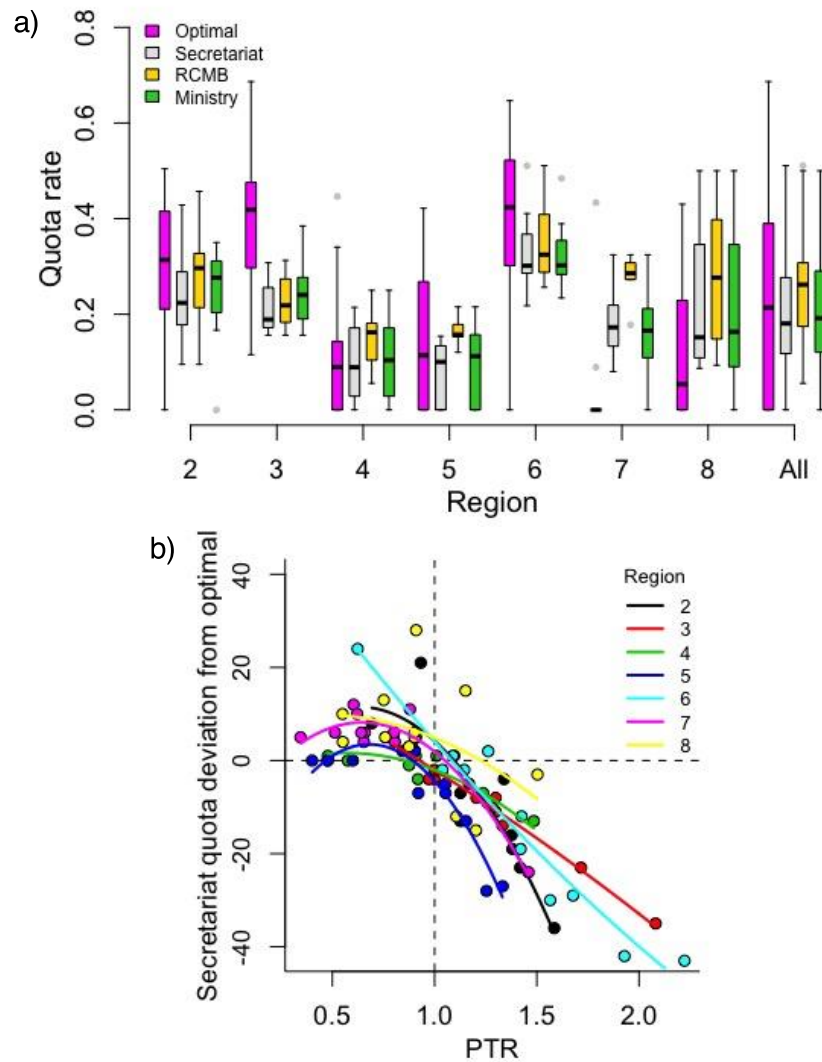 a)
Optimal
Secretariat
RCMB
Ministry
Quota rate
0.8
0.6
0.4
0.2
0.0
2 3 4 5 6 7 8 All
Region
b)
Secretariat quota deviation from optimal
40
20
0
-20
-40
Region
2
3
4
5
6
7
8
0.5 1.0 1.5 2.0
PTR